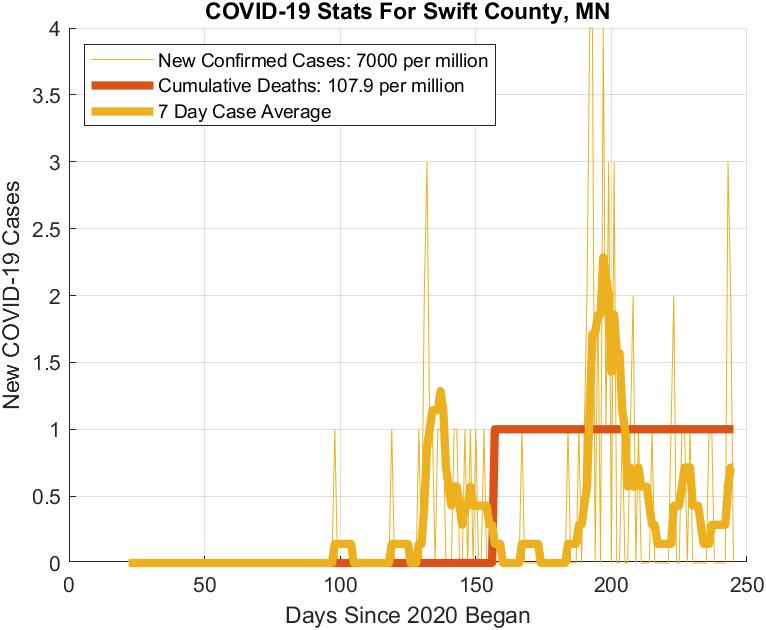 COVID-19 Stats For Swift County, MN
New Confirmed Cases: 7000 per million
Cumulative Deaths: 107.9 per million
7 Day Case Average
New COVID-19 Cases
4
3.5
3
2.5
2
1.5
1
0.5
0
0 50 100 150 200 250
Days Since 2020 Began